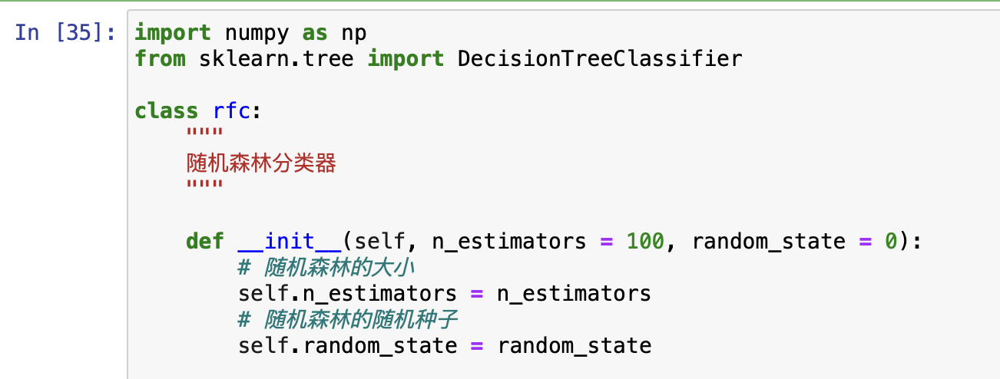 In [35]:
import numpy as np
from sklearn.tree import DecisionTreeClassifier
class rfc:
"""
随机森林分类器
"""
def __init__(self, n_estimators = 100, random_state = 0):
# 随机森林的大小
self.n_estimators = n_estimators
# 随机森林的随机种子
self.random_state = random_state